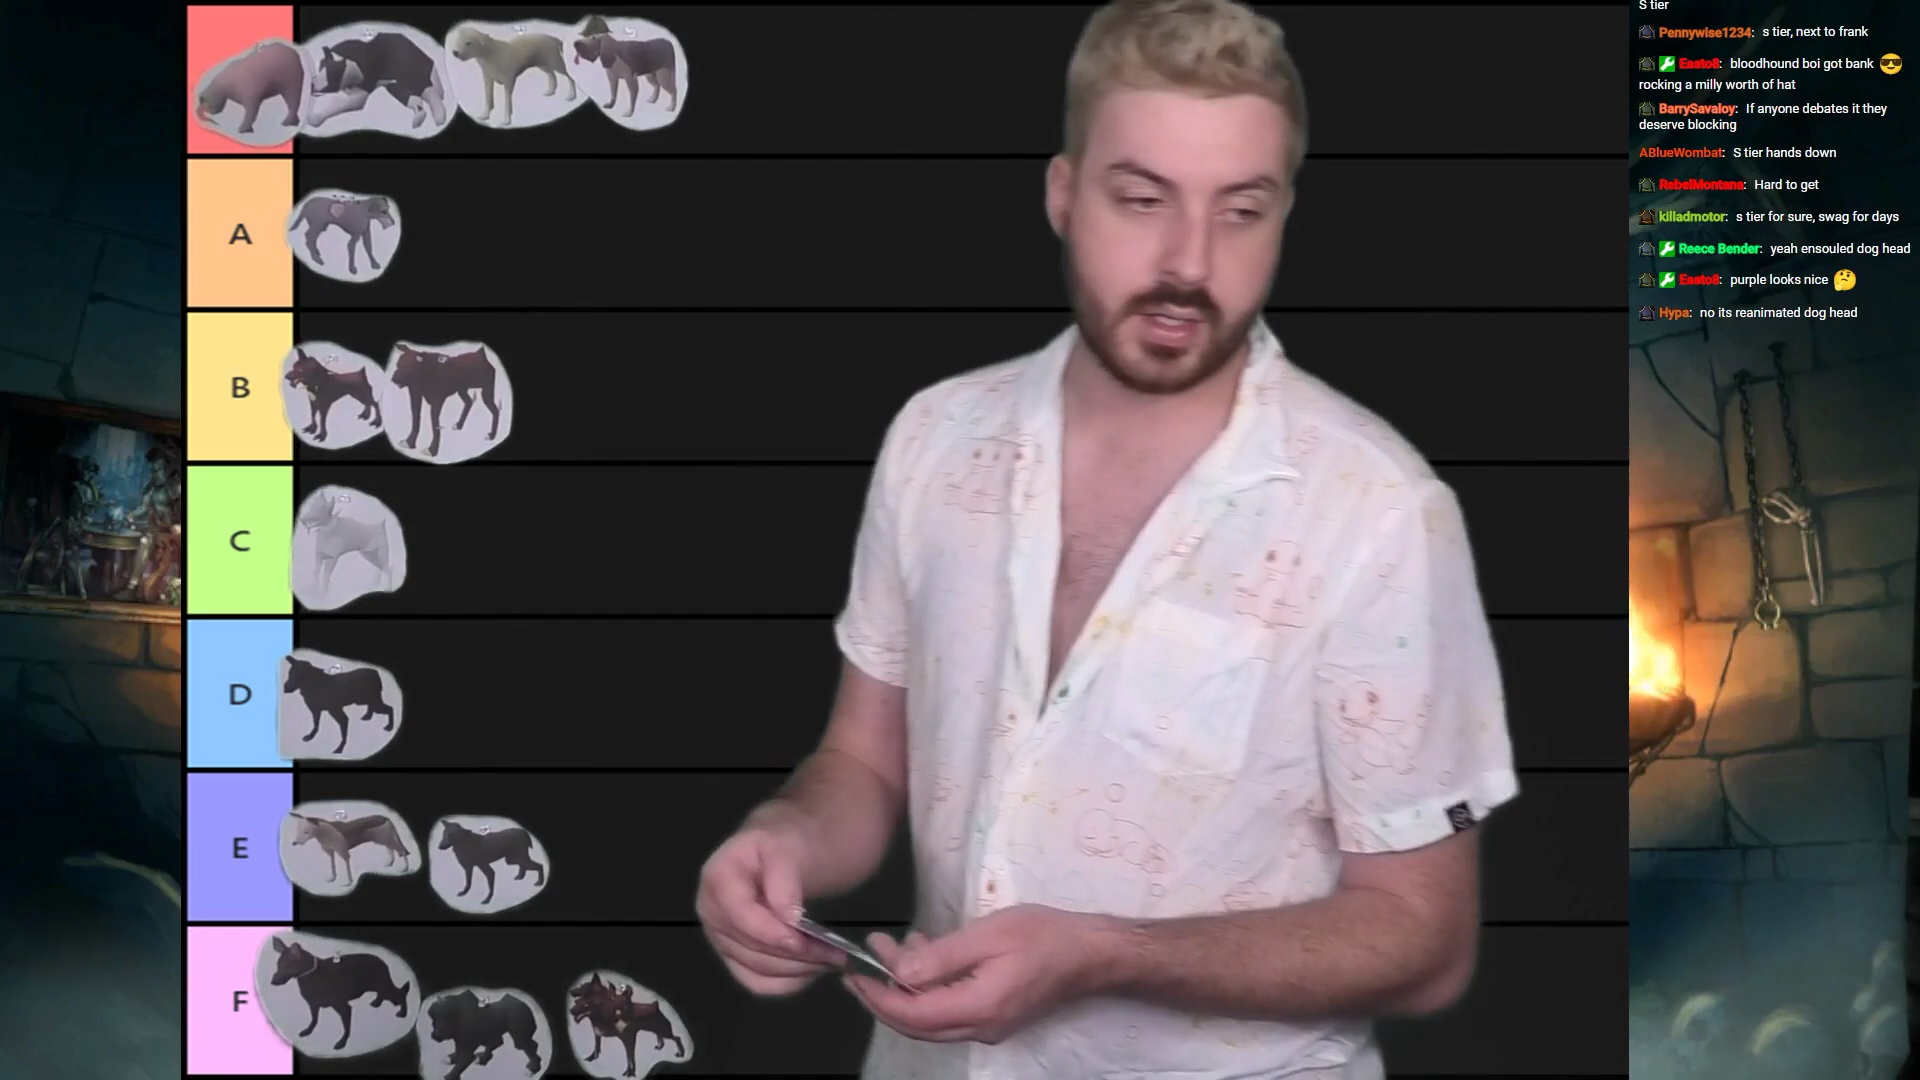 A
B
C
D
E
F
S tier
Pennywise1234: s tier, next to frank
Easto8: bloodhound boi got bank 😎
rocking a milly worth of hat
BarrySavaloy: If anyone debates it they
deserve blocking
ABlueWombat: S tier hands down
RebelMontana: Hard to get
killadmotor: s tier for sure, swag for days
Reece Bender: yeah ensouled dog head
Easto8: purple looks nice 🤔
Hypa: no its reanimated dog head